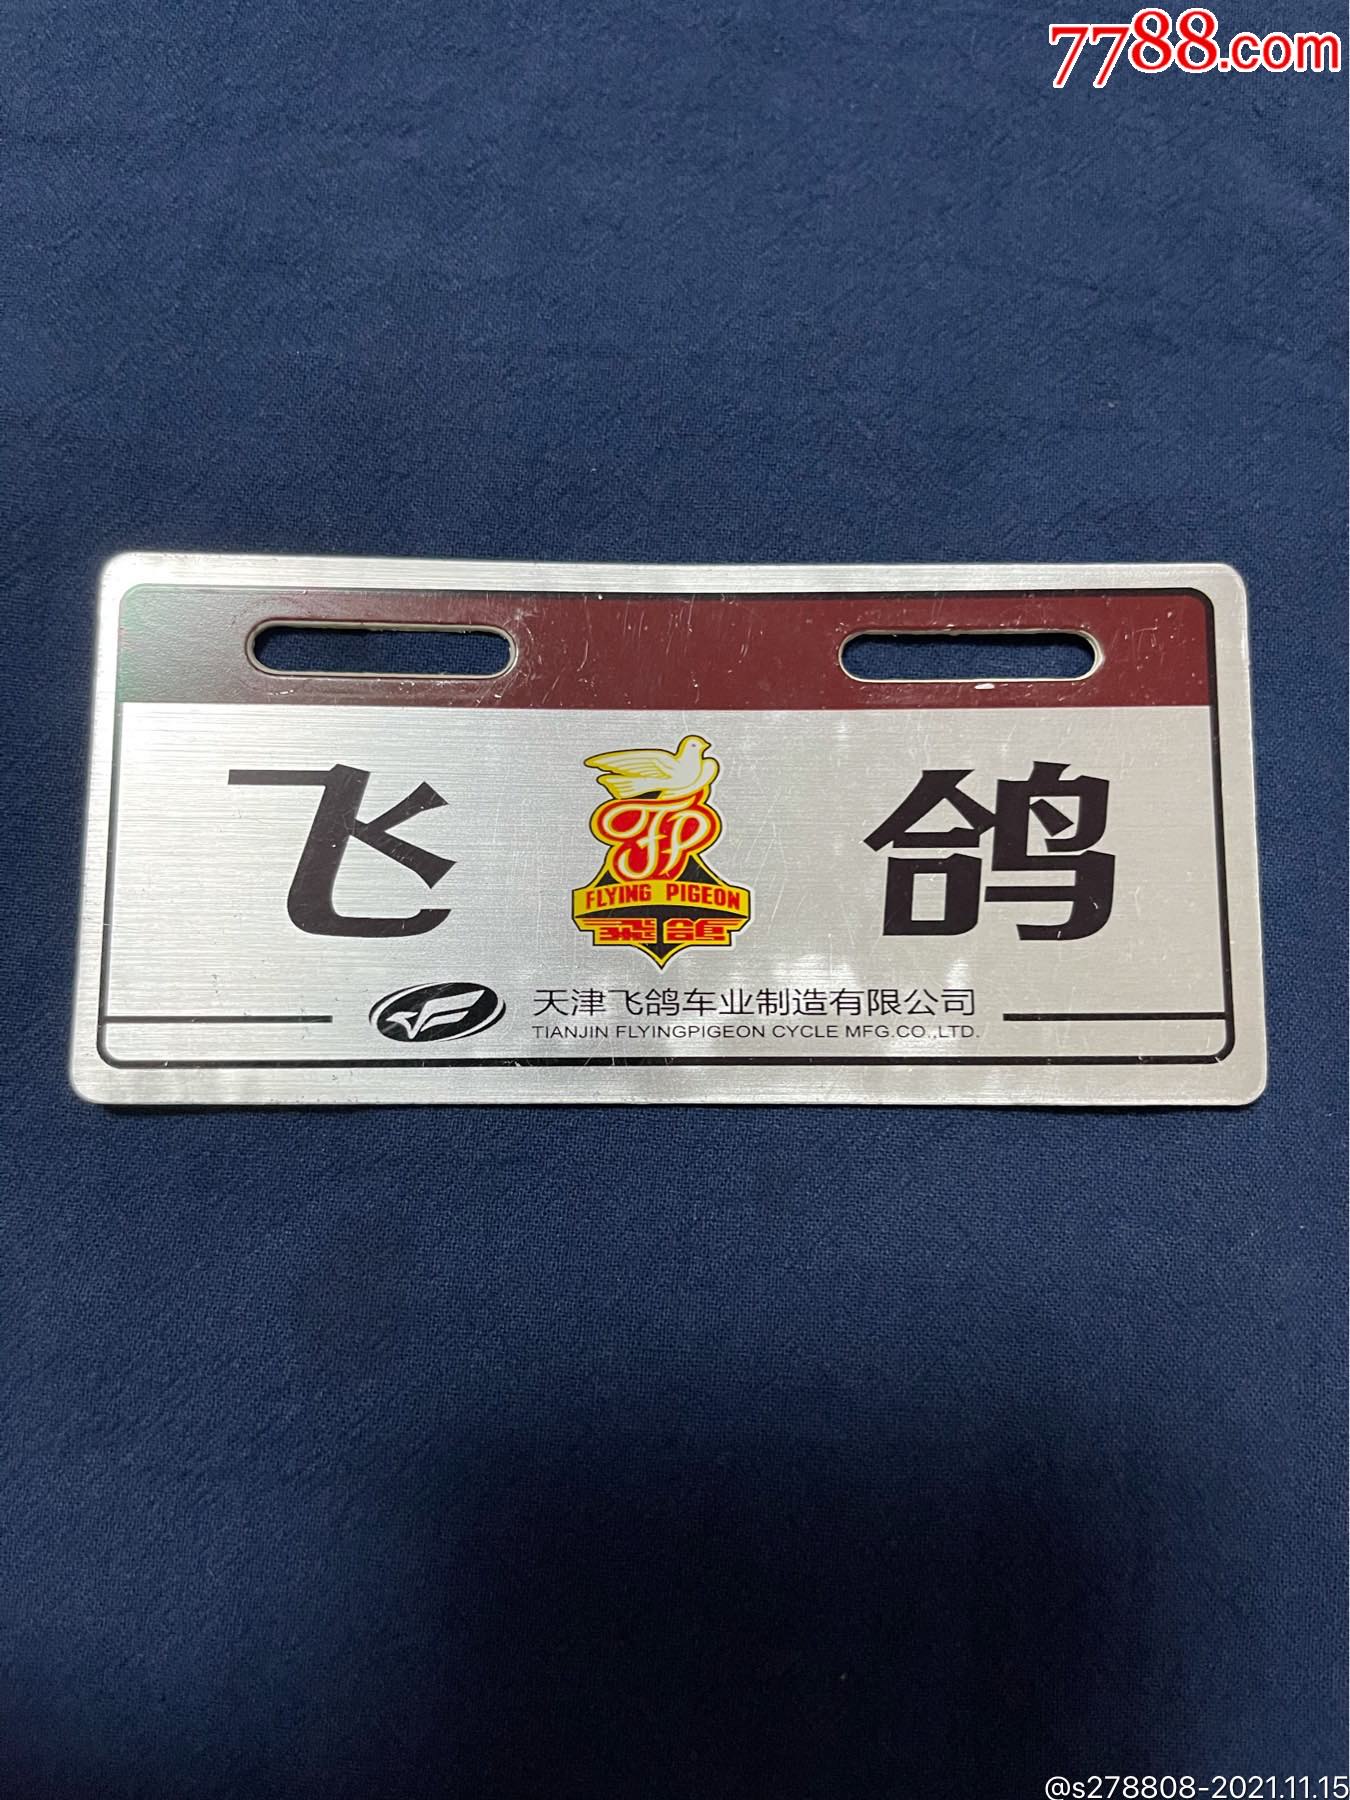 7788.com
飞 鸽
FP
FLYING PIGEON
飛鴿
天津飞鸽车业制造有限公司
TIANJIN FLYINGPIGEON CYCLE MFG.CO.,LTD.
@s278808-2021.11.15